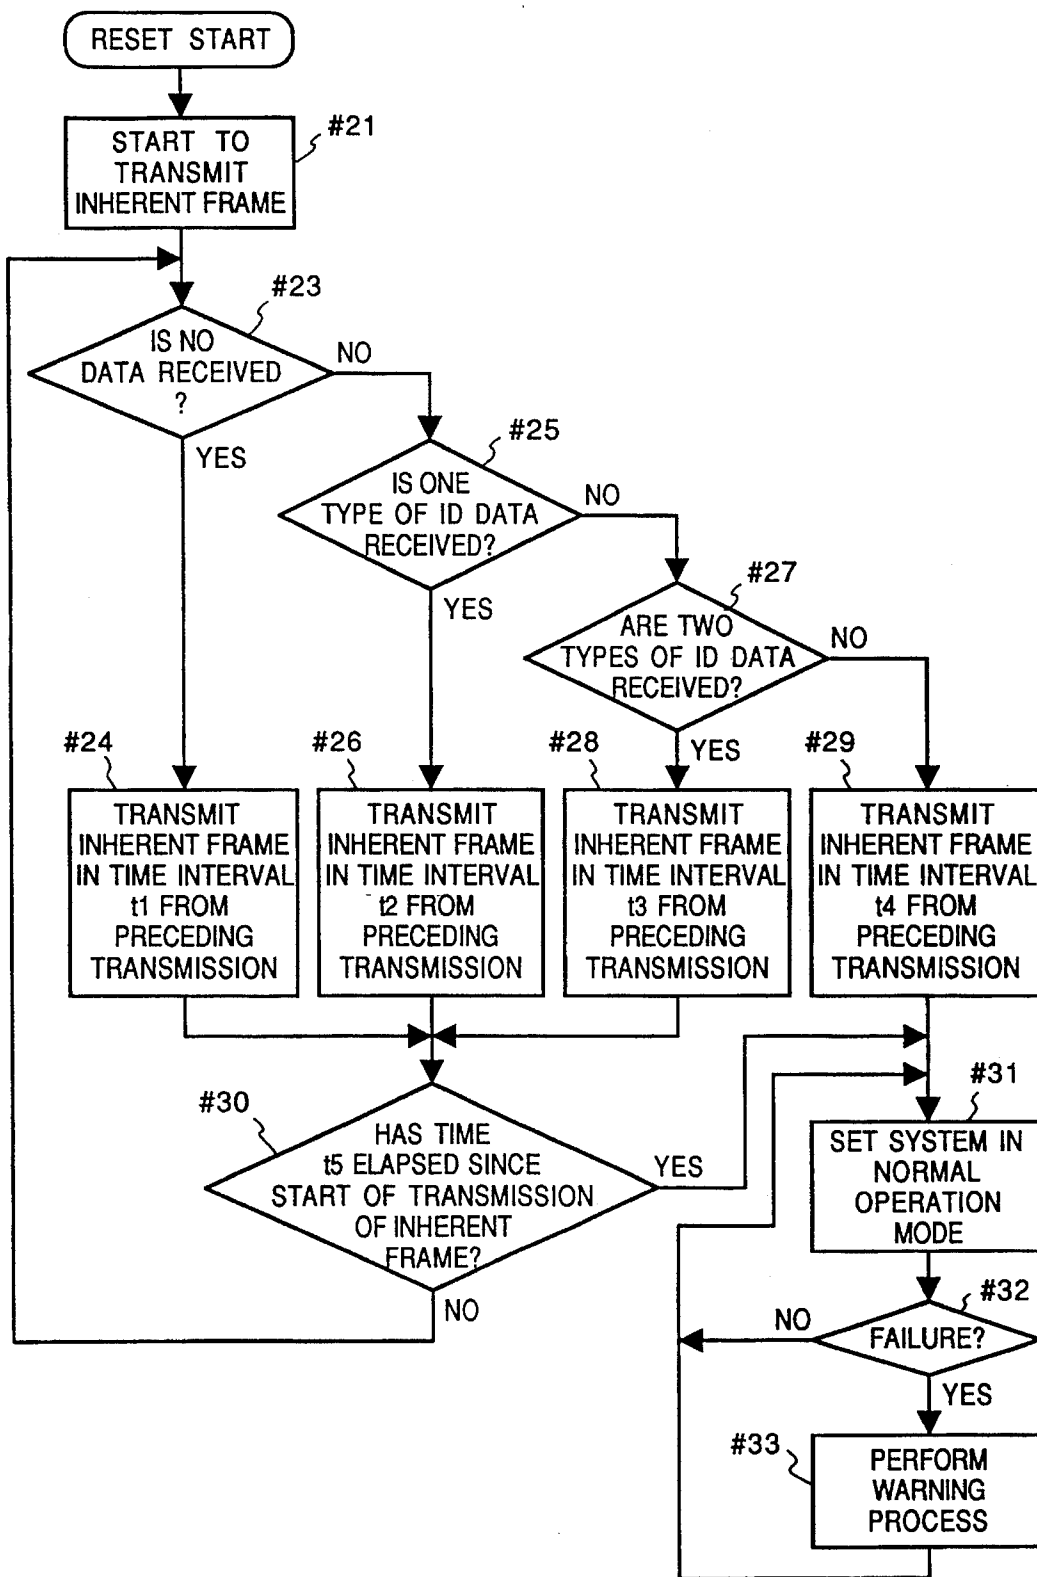 RESET START
#21
START TO
TRANSMIT
INHERENT FRAME
#23
IS NO
DATA RECEIVED
?
NO
YES
#25
IS ONE
TYPE OF ID DATA
RECEIVED?
NO
YES
#27
ARE TWO
TYPES OF ID DATA
RECEIVED?
NO
YES
#24
TRANSMIT
INHERENT FRAME
IN TIME INTERVAL
t1 FROM
PRECEDING
TRANSMISSION
#26
TRANSMIT
INHERENT FRAME
IN TIME INTERVAL
t2 FROM
PRECEDING
TRANSMISSION
#28
TRANSMIT
INHERENT FRAME
IN TIME INTERVAL
t3 FROM
PRECEDING
TRANSMISSION
#29
TRANSMIT
INHERENT FRAME
IN TIME INTERVAL
t4 FROM
PRECEDING
TRANSMISSION
#30
HAS TIME
t5 ELAPSED SINCE
START OF TRANSMISSION
OF INHERENT
FRAME?
YES
NO
#31
SET SYSTEM IN
NORMAL
OPERATION
MODE
#32
FAILURE?
NO
YES
#33
PERFORM
WARNING
PROCESS